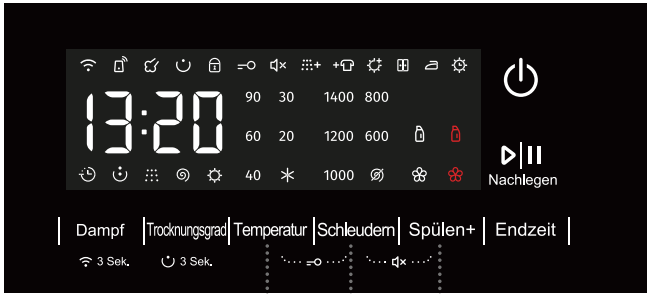 13:20
90 30 1400 800
60 20 1200 600
40 1000
Nachlegen
Dampf Trocknungsgrad Temperatur Schleudern Spülen+ Endzeit
3 Sek. 3 Sek.